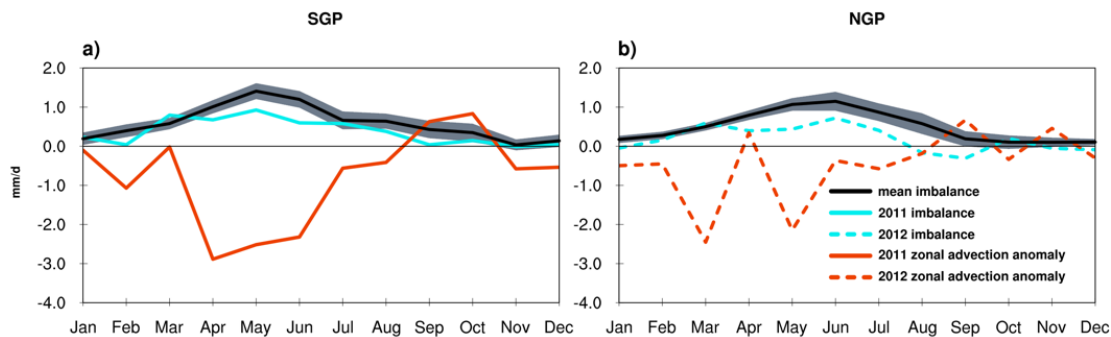 SGP
NGP
a)
b)
2.0
1.0
0.0
-1.0
-2.0
-3.0
-4.0
mm/d
Jan Feb Mar Apr May Jun Jul Aug Sep Oct Nov Dec
2.0
1.0
0.0
-1.0
-2.0
-3.0
-4.0
Jan Feb Mar Apr May Jun Jul Aug Sep Oct Nov Dec
mean imbalance
2011 imbalance
2012 imbalance
2011 zonal advection anomaly
2012 zonal advection anomaly